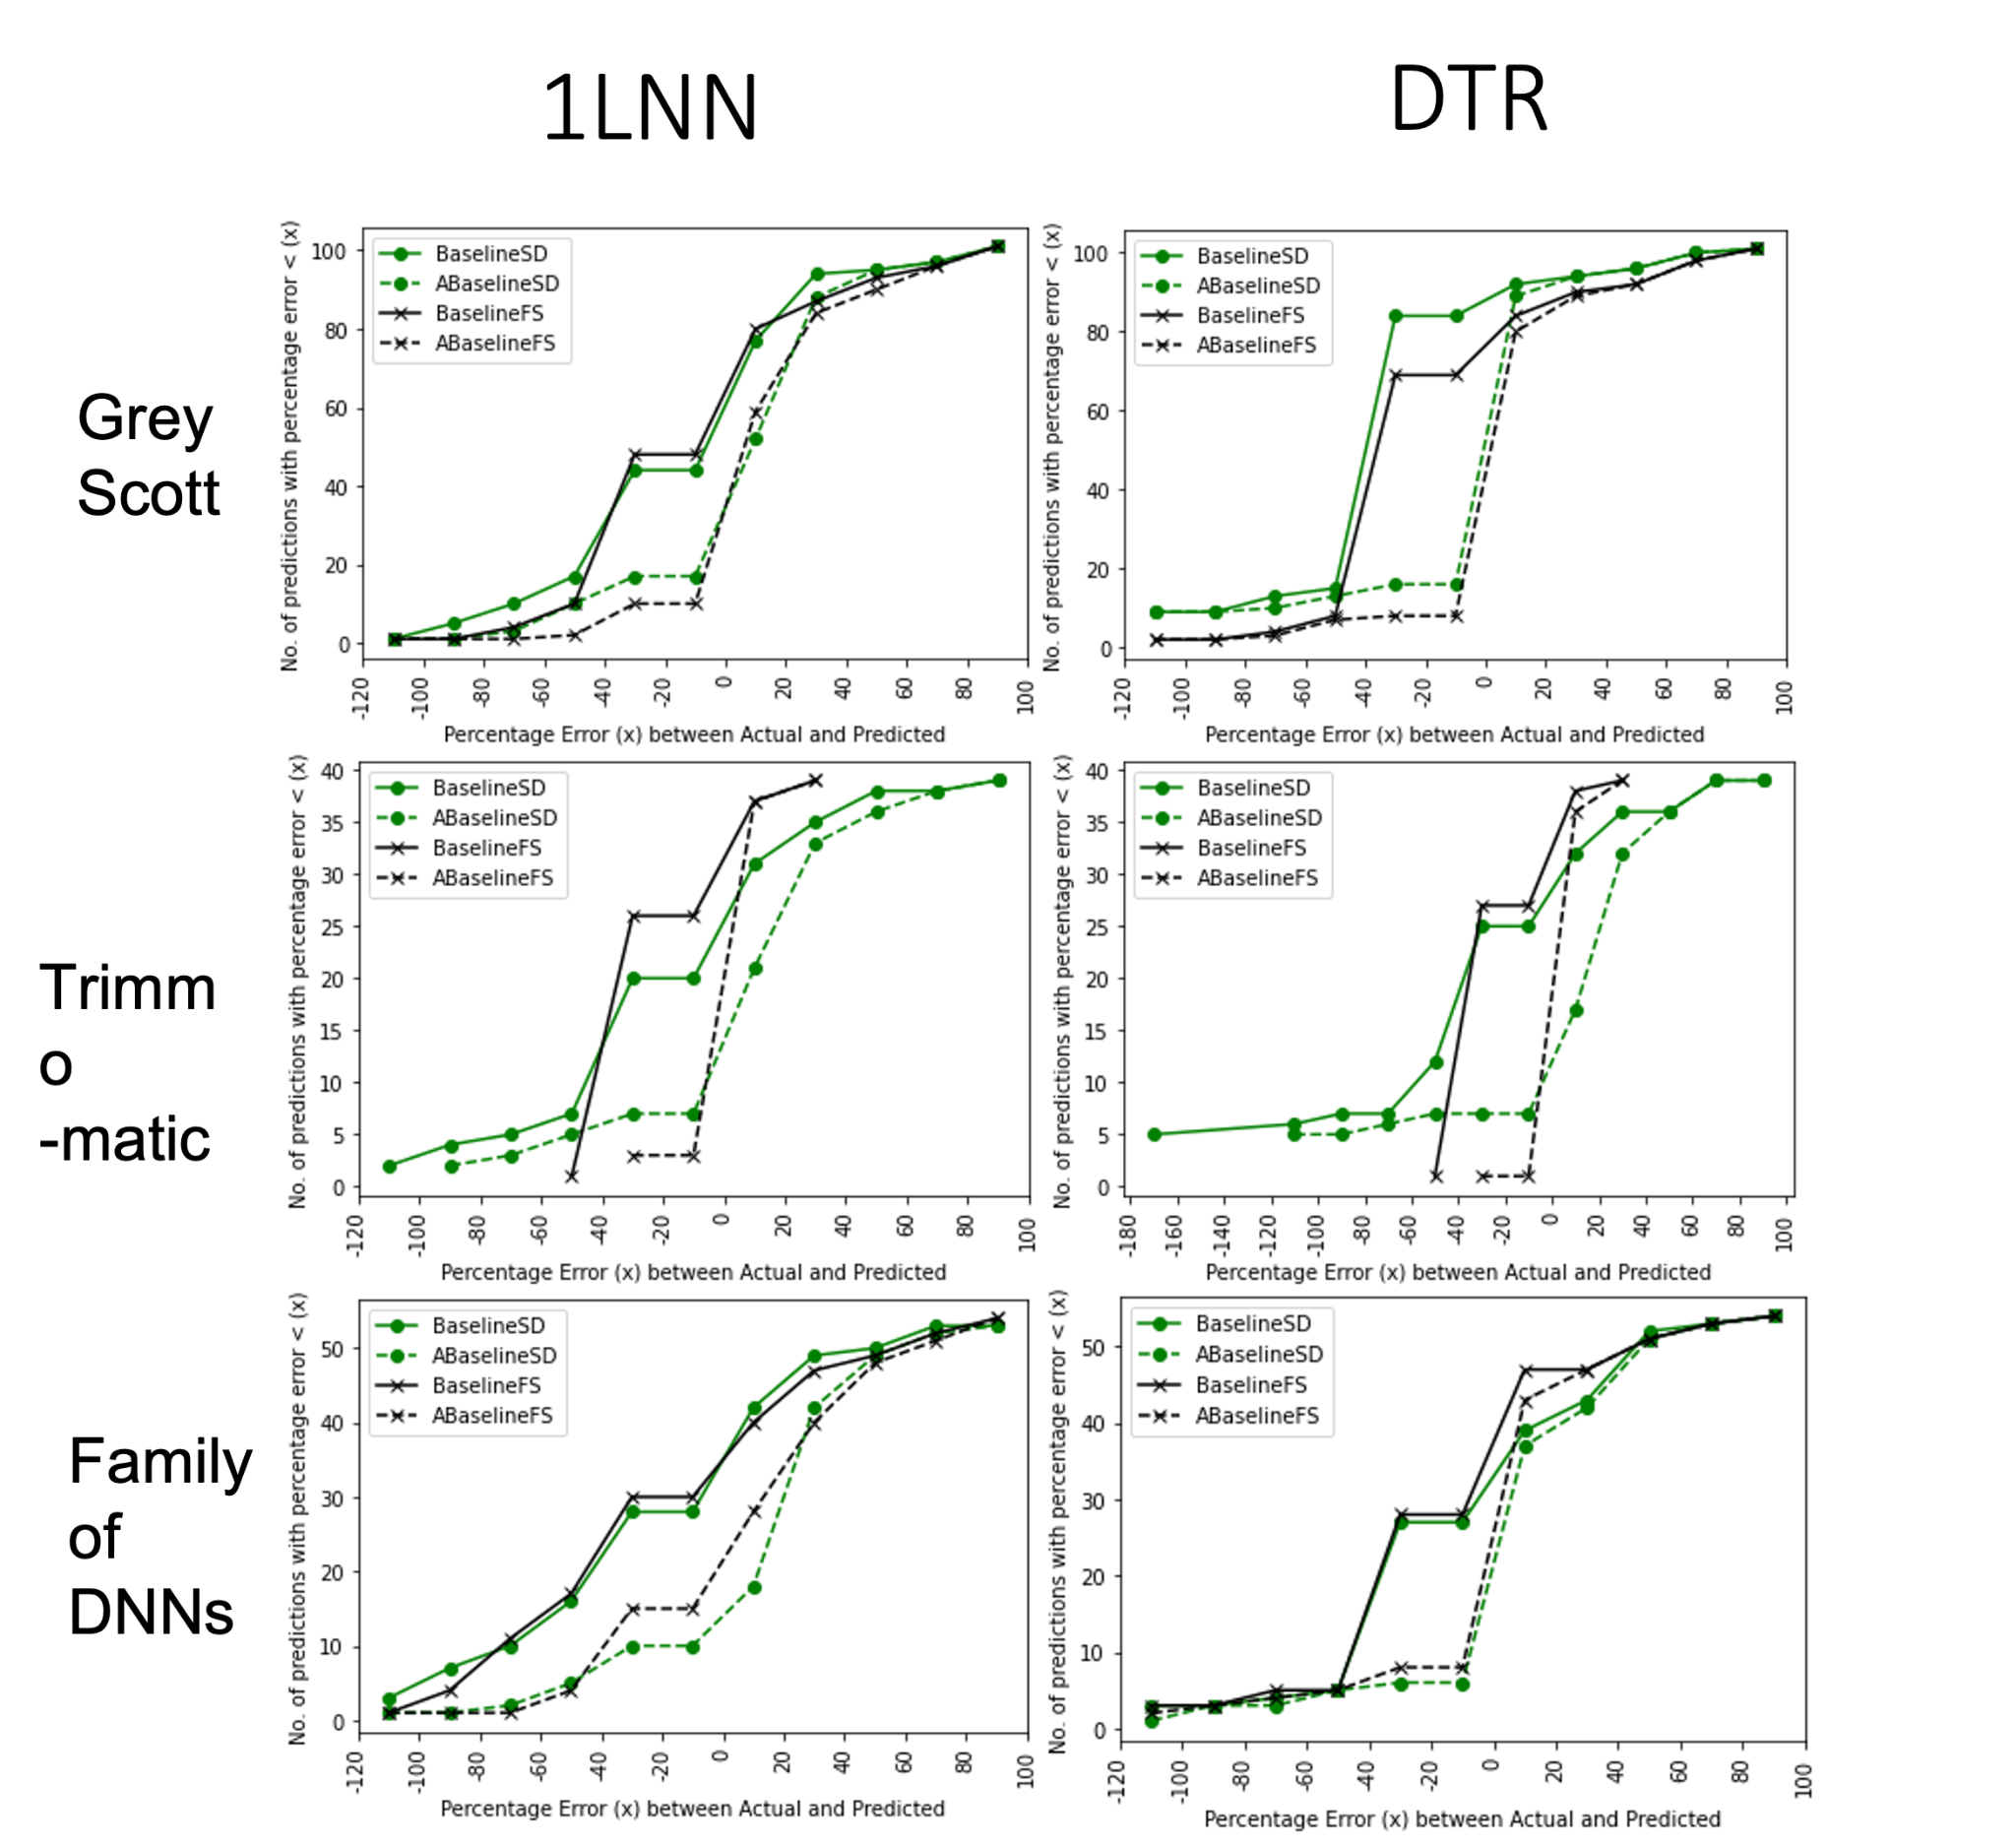 1LNN
DTR
Grey
Scott
No. of predictions with percentage error < (x)
100
80
60
40
20
0
BaselineSD
ABaselineSD
BaselineFS
ABaselineFS
-120
-100
-80
-60
-40
-20
0
20
40
60
80
100
Percentage Error (x) between Actual and Predicted
No. of predictions with percentage error < (x)
100
80
60
40
20
0
BaselineSD
ABaselineSD
BaselineFS
ABaselineFS
-120
-100
-80
-60
-40
-20
0
20
40
60
80
100
Percentage Error (x) between Actual and Predicted
Trimm
o
-matic
No. of predictions with percentage error < (x)
40
35
30
25
20
15
10
5
0
BaselineSD
ABaselineSD
BaselineFS
ABaselineFS
-120
-100
-80
-60
-40
-20
0
20
40
60
80
100
Percentage Error (x) between Actual and Predicted
No. of predictions with percentage error < (x)
40
35
30
25
20
15
10
5
0
BaselineSD
ABaselineSD
BaselineFS
ABaselineFS
-180
-160
-140
-120
-100
-80
-60
-40
-20
0
20
40
60
80
100
Percentage Error (x) between Actual and Predicted
Family
of
DNNs
No. of predictions with percentage error < (x)
50
40
30
20
10
0
BaselineSD
ABaselineSD
BaselineFS
ABaselineFS
-120
-100
-80
-60
-40
-20
0
20
40
60
80
100
Percentage Error (x) between Actual and Predicted
No. of predictions with percentage error < (x)
50
40
30
20
10
0
BaselineSD
ABaselineSD
BaselineFS
ABaselineFS
-120
-100
-80
-60
-40
-20
0
20
40
60
80
100
Percentage Error (x) between Actual and Predicted